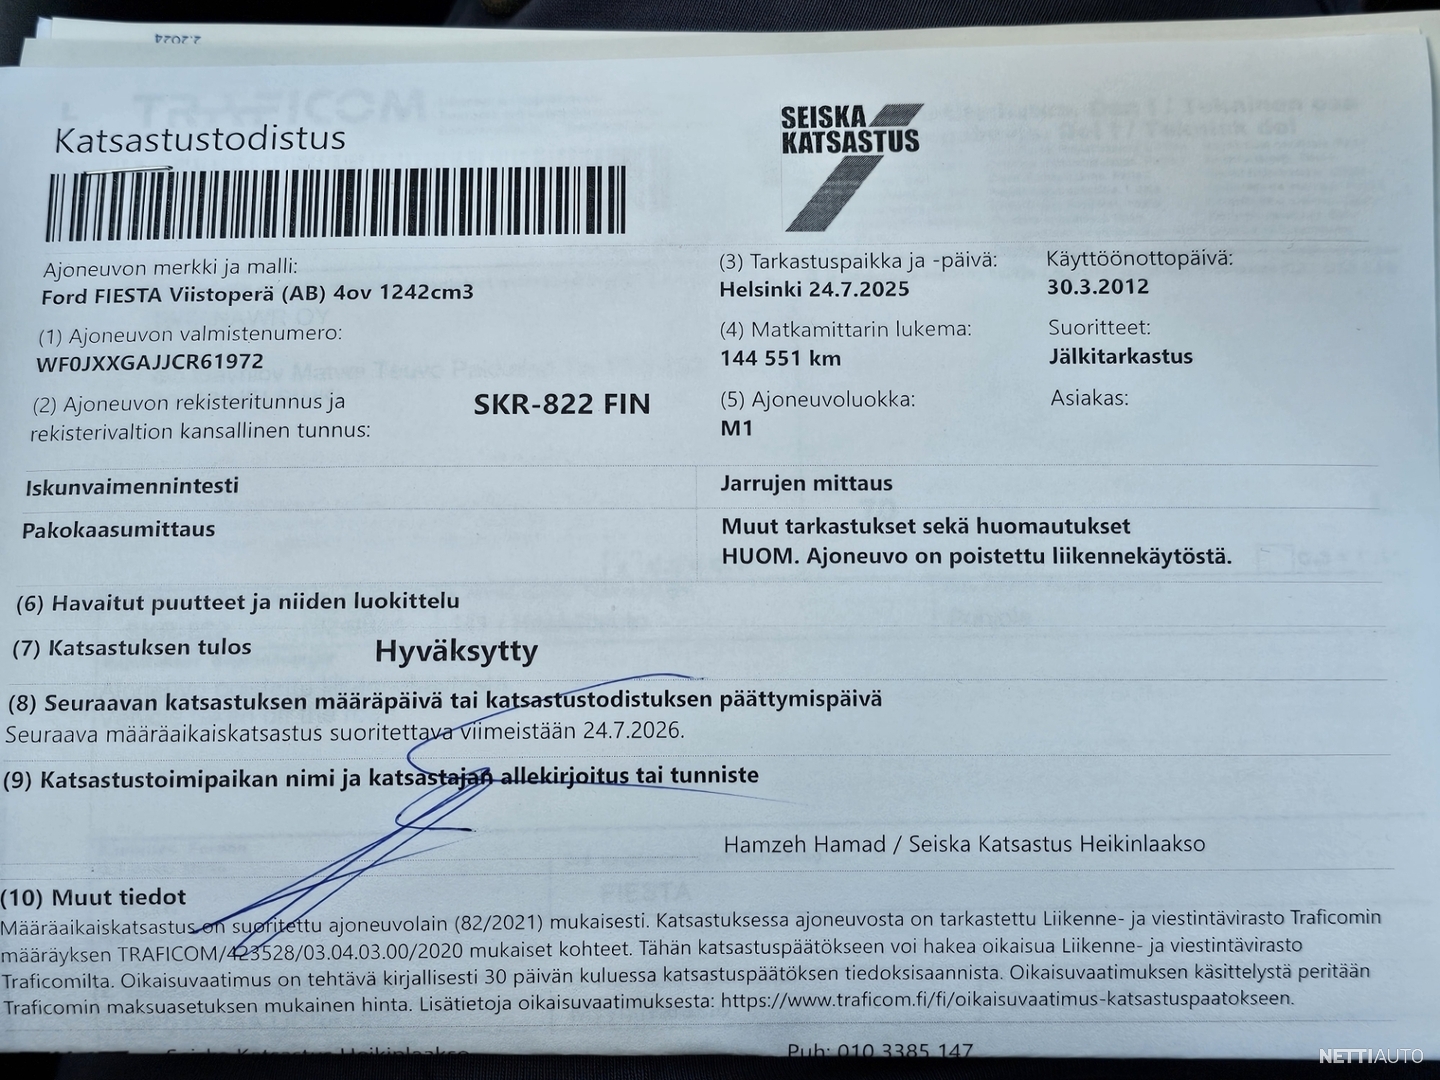 2.2024
Katsastustodistus
SEISKA
KATSASTUS
Ajoneuvon merkki ja malli:
Ford FIESTA Viistoperä (AB) 4ov 1242cm3
(3) Tarkastuspaikka ja -päivä:
Helsinki 24.7.2025
Käyttöönottopäivä:
30.3.2012
(1) Ajoneuvon valmistenumero:
WF0JXXGAJJCR61972
(4) Matkamittarin lukema:
144 551 km
Suoritteet:
Jälkitarkastus
(2) Ajoneuvon rekisteritunnus ja
rekisterivaltion kansallinen tunnus:
SKR-822 FIN
(5) Ajoneuvoluokka:
M1
Asiakas:
Iskunvaimennintesti
Jarrujen mittaus
Pakokaasumittaus
Muut tarkastukset sekä huomautukset
HUOM. Ajoneuvo on poistettu liikennekäytöstä.
(6) Havaitut puutteet ja niiden luokittelu
(7) Katsastuksen tulos Hyväksytty
(8) Seuraavan katsastuksen määräpäivä tai katsastustodistuksen päättymispäivä
Seuraava määräaikaiskatsastus suoritettava viimeistään 24.7.2026.
(9) Katsastustoimipaikan nimi ja katsastajan allekirjoitus tai tunniste
Hamzeh Hamad / Seiska Katsastus Heikinlaakso
(10) Muut tiedot
Määräaikaiskatsastus on suoritettu ajoneuvolain (82/2021) mukaisesti. Katsastuksessa ajoneuvosta on tarkastettu Liikenne- ja viestintävirasto Traficomin
määräyksen TRAFICOM/423528/03.04.03.00/2020 mukaiset kohteet. Tähän katsastuspäätökseen voi hakea oikaisua Liikenne- ja viestintävirasto
Traficomilta. Oikaisuvaatimus on tehtävä kirjallisesti 30 päivän kuluessa katsastuspäätöksen tiedoksisaannista. Oikaisuvaatimuksen käsittelystä peritään
Traficomin maksuasetuksen mukainen hinta. Lisätietoja oikaisuvaatimuksesta: https://www.traficom.fi/fi/oikaisuvaatimus-katsastuspaatokseen.
Seiska Katsastus Heikinlaakso
Puh: 010 3385 147
NETTIAUTO